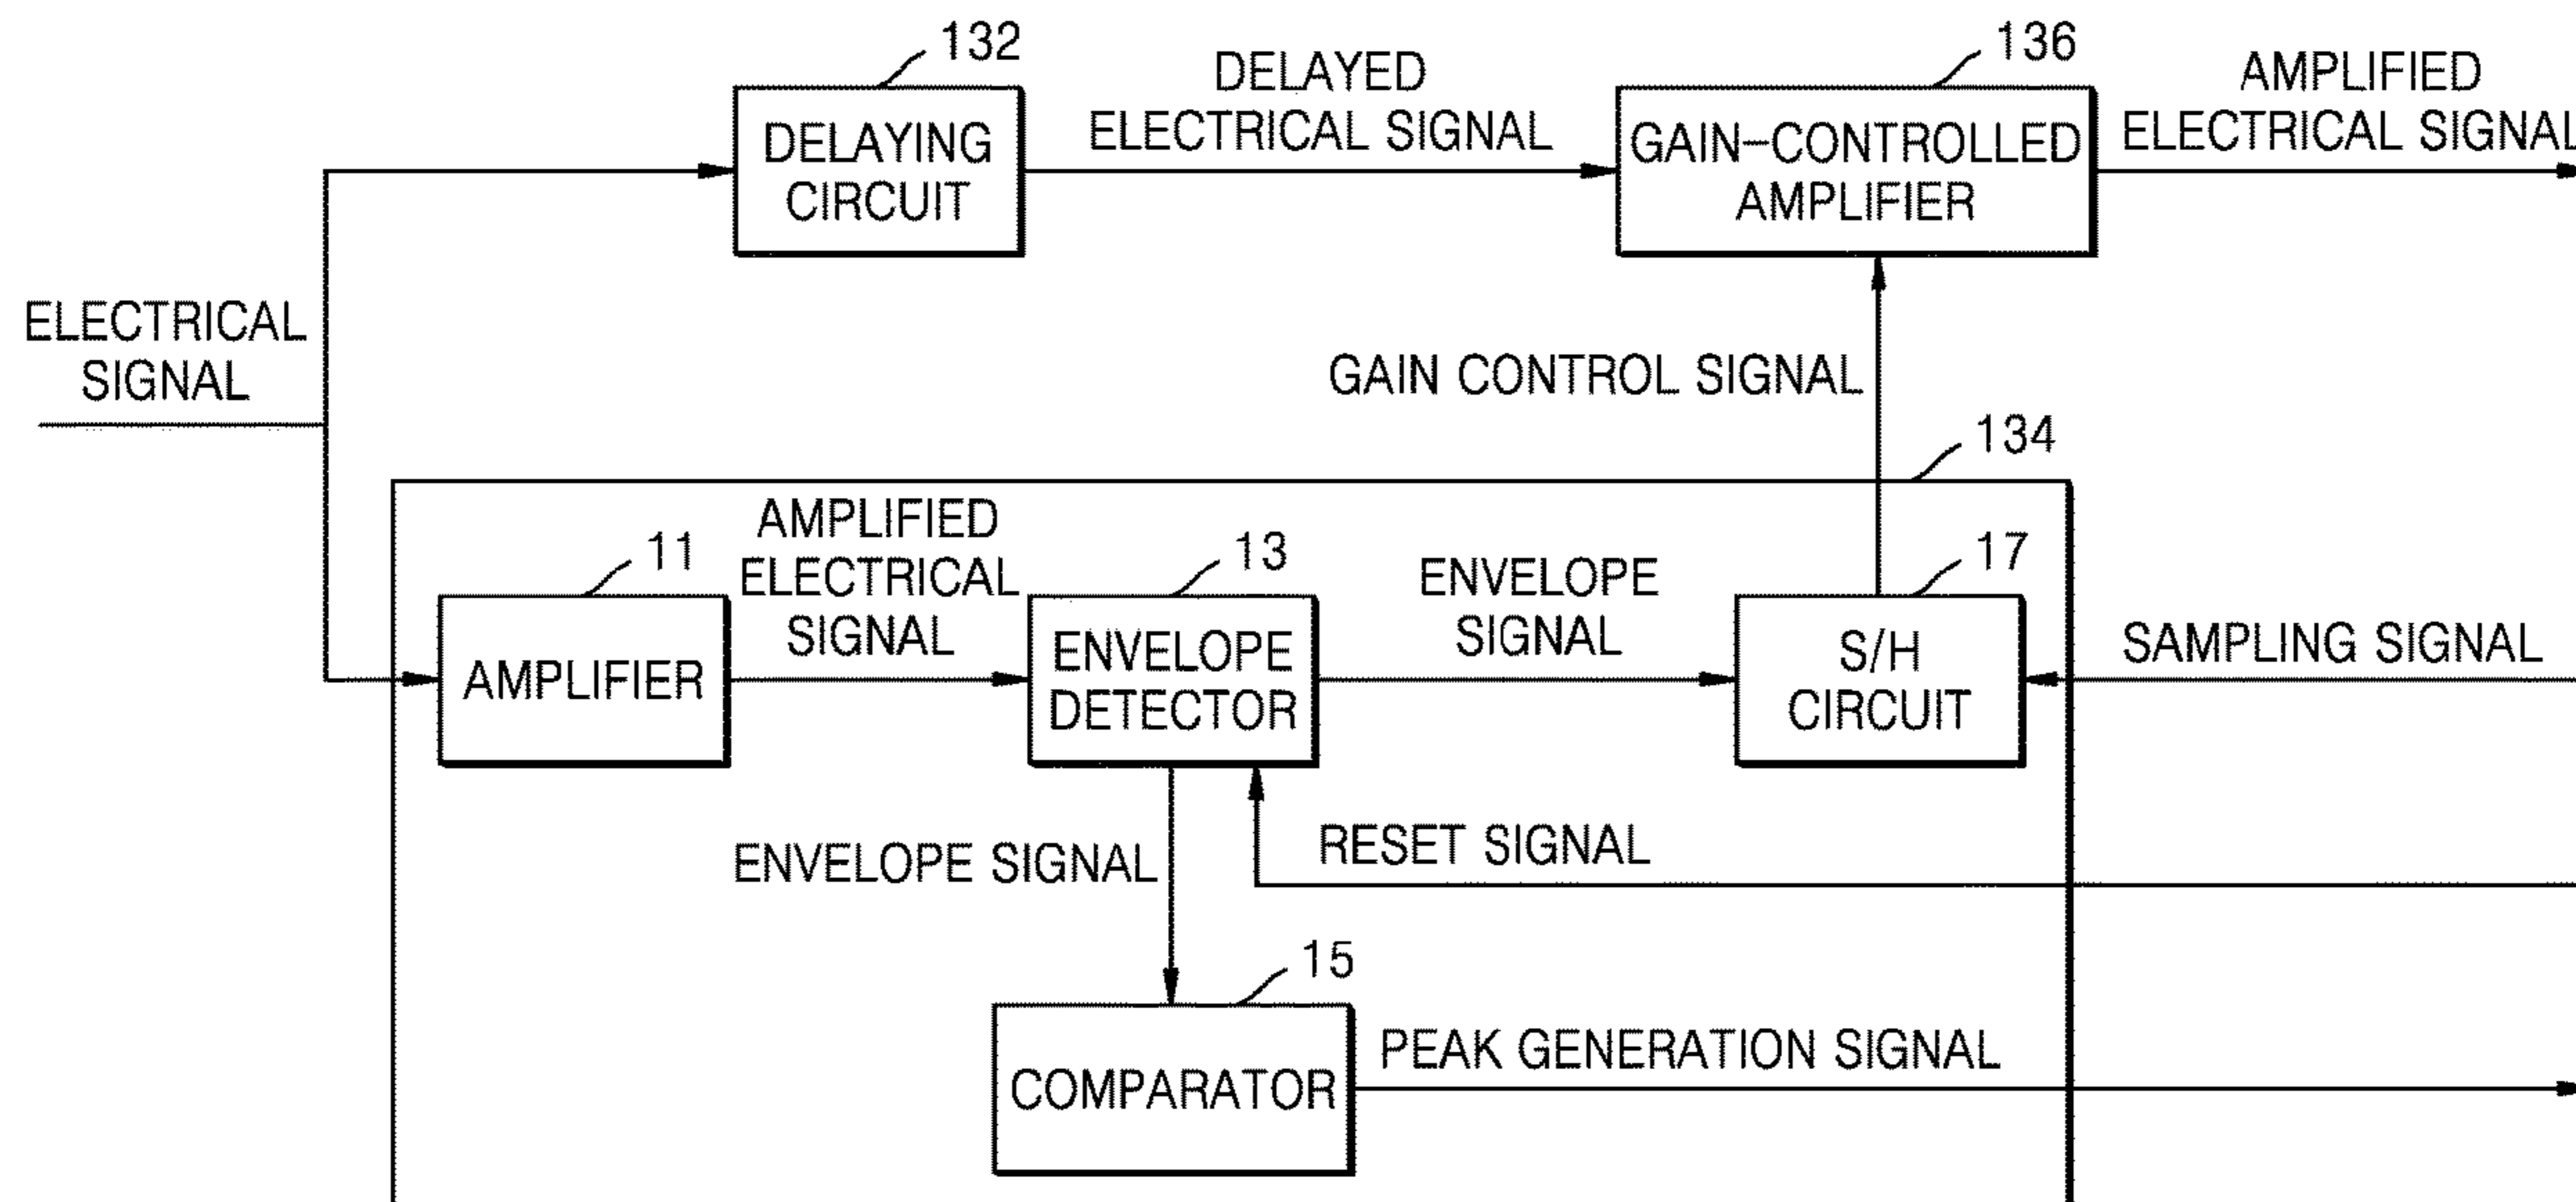 132
136
DELAYED
ELECTRICAL SIGNAL
AMPLIFIED
ELECTRICAL SIGNAL
DELAYING
CIRCUIT
GAIN-CONTROLLED
AMPLIFIER
ELECTRICAL
SIGNAL
GAIN CONTROL SIGNAL
134
AMPLIFIED
ELECTRICAL
SIGNAL
11
13
ENVELOPE
SIGNAL
17
AMPLIFIER
ENVELOPE
DETECTOR
S/H
CIRCUIT
SAMPLING SIGNAL
ENVELOPE SIGNAL
RESET SIGNAL
15
COMPARATOR
PEAK GENERATION SIGNAL